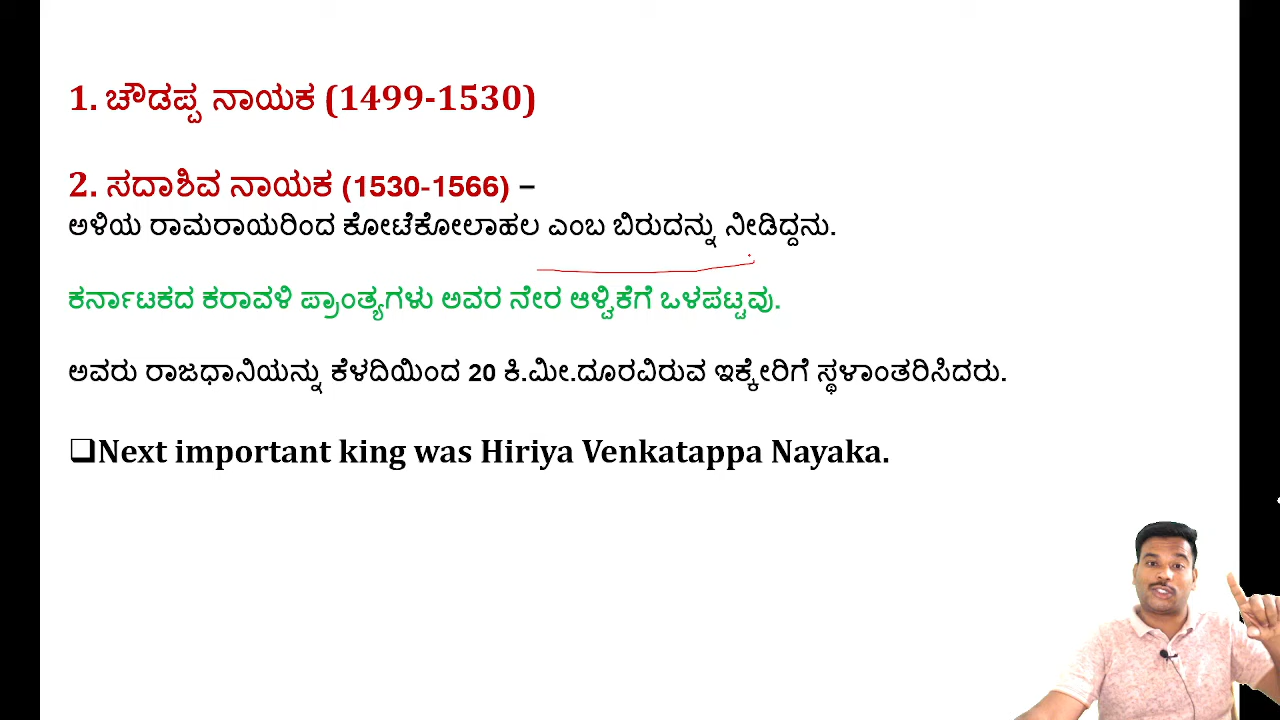 1. ಚೌಡಪ್ಪ ನಾಯಕ (1499-1530)
2. ಸದಾಶಿವ ನಾಯಕ (1530-1566) –
ಅಳಿಯ ರಾಮರಾಯರಿಂದ ಕೋಟೆಕೋಲಾಹಲ ಎಂಬ ಬಿರುದನ್ನು ನೀಡಿದ್ದನು.
ಕರ್ನಾಟಕದ ಕರಾವಳಿ ಪ್ರಾಂತ್ಯಗಳು ಅವರ ನೇರ ಆಳ್ವಿಕೆಗೆ ಒಳಪಟ್ಟವು.
ಅವರು ರಾಜಧಾನಿಯನ್ನು ಕೆಳದಿಯಿಂದ 20 ಕಿ.ಮೀ.ದೂರವಿರುವ ಇಕ್ಕೇರಿಗೆ ಸ್ಥಳಾಂತರಿಸಿದರು.
❑Next important king was Hiriya Venkatappa Nayaka.